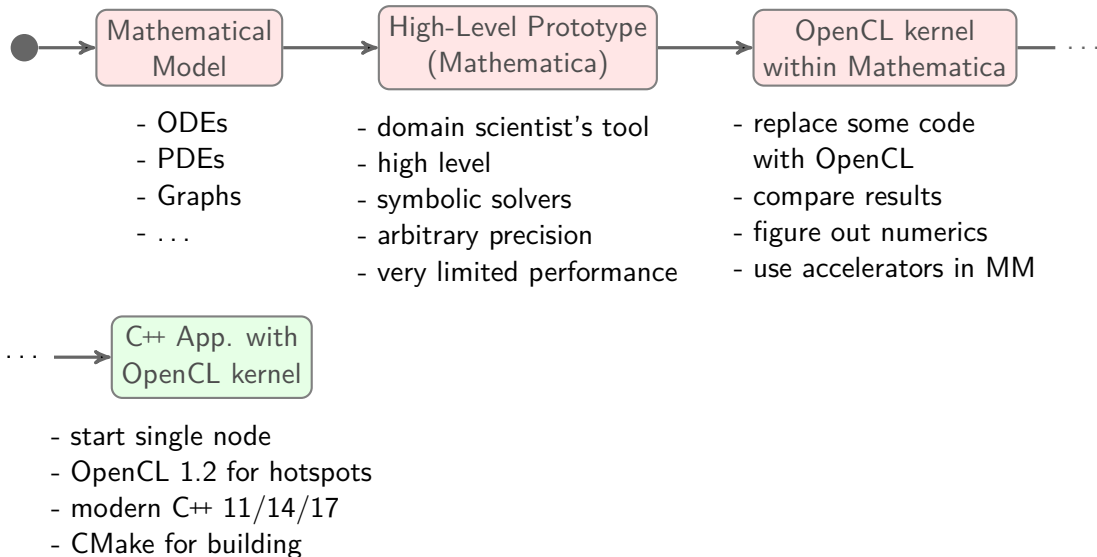 Mathematical
Model
High-Level Prototype
(Mathematica)
OpenCL kernel
within Mathematica
...
- ODEs
- PDEs
- Graphs
- ...
- domain scientist's tool
- high level
- symbolic solvers
- arbitrary precision
- very limited performance
- replace some code
with OpenCL
- compare results
- figure out numerics
- use accelerators in MM
...
C++ App. with
OpenCL kernel
- start single node
- OpenCL 1.2 for hotspots
- modern C++ 11/14/17
- CMake for building